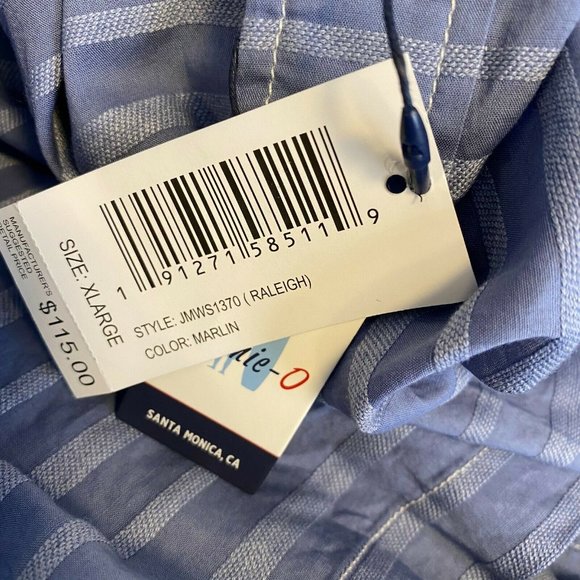 MANUFACTURER'S
SUGGESTED
RETAIL PRICE
$115.00
SIZE: XLARGE
1 91271 58511 9
STYLE: JMWS1370 (RALEIGH)
COLOR: MARLIN
nie-O
SANTA MONICA, CA